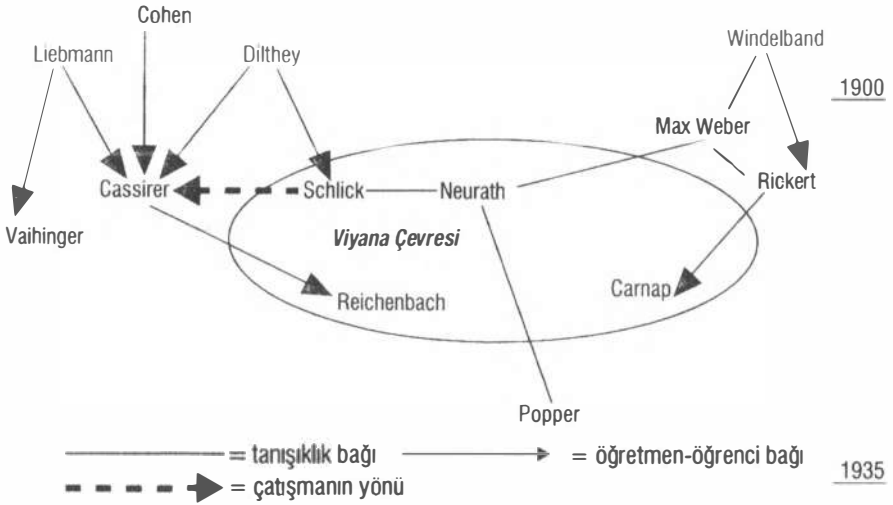 Cohen
Liebmann
Dilthey
Windelband
1900
Max Weber
Cassirer
Schlick
Neurath
Rickert
Vaihinger
Viyana Çevresi
Reichenbach
Carnap
Popper
= tanışıklık bağı
= öğretmen-öğrenci bağı
= çatışmanın yönü
1935